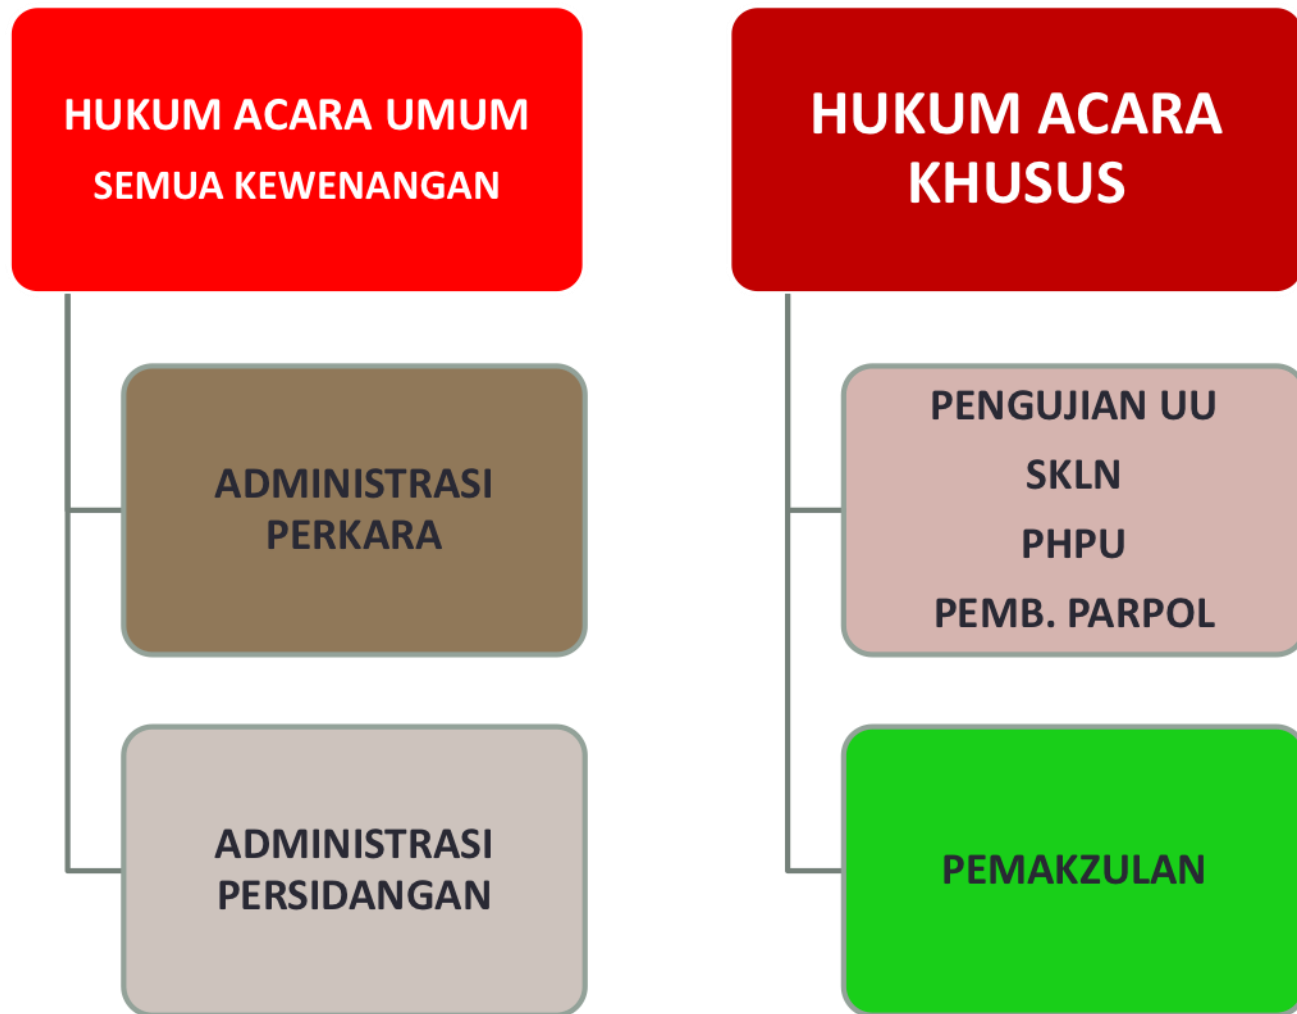 HUKUM ACARA UMUM
SEMUA KEWENANGAN
ADMINISTRASI
PERKARA
ADMINISTRASI
PERSIDANGAN
HUKUM ACARA
KHUSUS
PENGUJIAN UU
SKLN
PHPU
PEMB. PARPOL
PEMAKZULAN